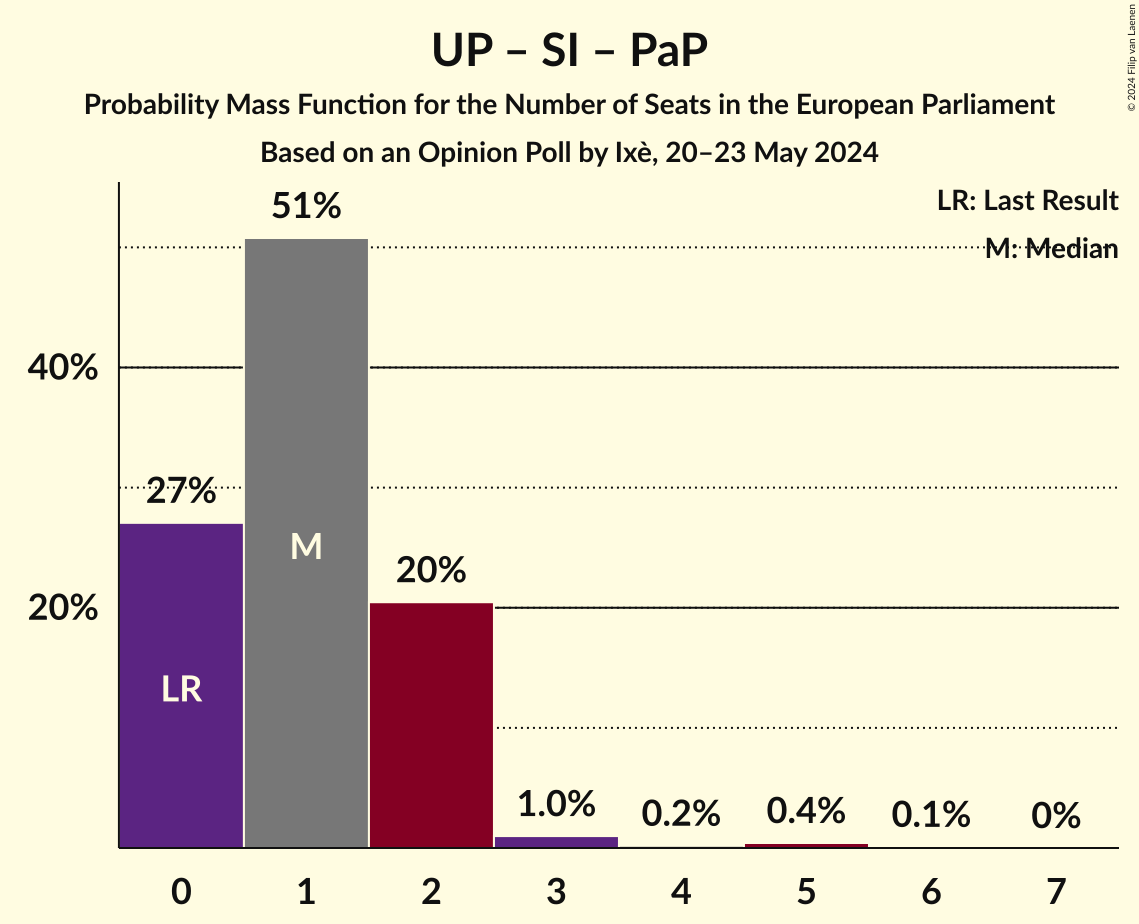 UP – SI – PaP
Probability Mass Function for the Number of Seats in the European Parliament
Based on an Opinion Poll by Ixè, 20–23 May 2024
© 2024 Filip van Laenen
LR: Last Result
M: Median
51%
40%
27%
M
20%
20%
LR
1.0%
0.2%
0.4%
0.1%
0%
0 1 2 3 4 5 6 7